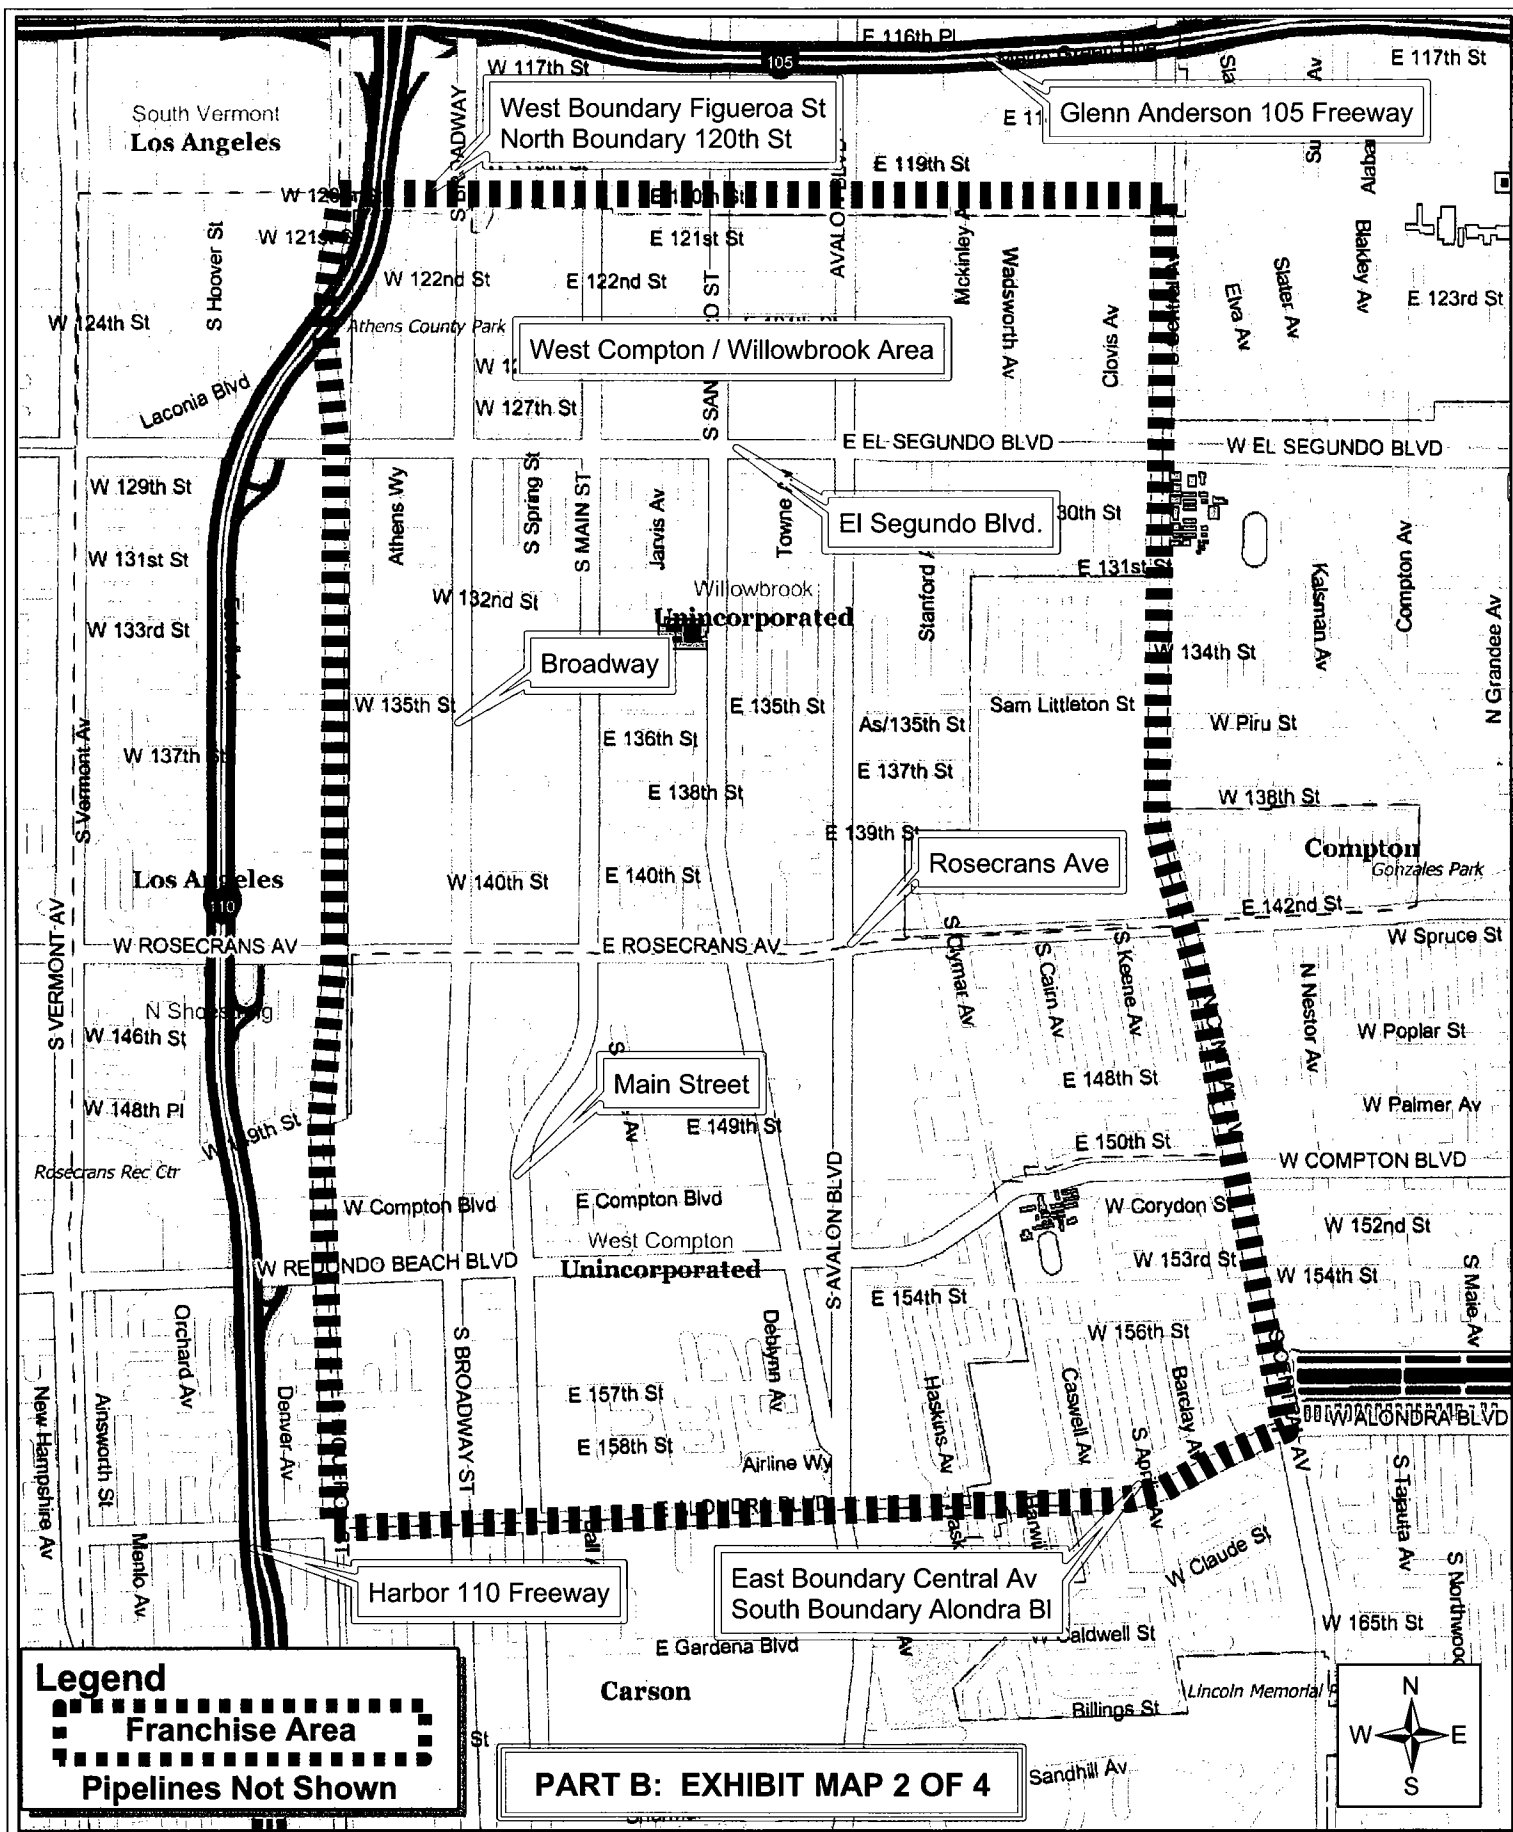 E 116th Pl
W 117th St
105
E 117th St
South Vermont
Los Angeles
West Boundary Figueroa St
North Boundary 120th St
Glenn Anderson 105 Freeway
E 119th St
W 121st St
E 121st St
S Hoover St
W 122nd St
E 122nd St
Mckinley A
Wadsworth Av
Clovis Av
Elva Av
Slater Av
Blakley Av
E 123rd St
W 124th St
Athens County Park
West Compton / Willowbrook Area
Laconia Blvd
W 127th St
E EL SEGUNDO BLVD
W EL SEGUNDO BLVD
W 129th St
Athens Wy
S Spring St
S MAIN ST
Jarvis Av
Towne
El Segundo Blvd.
30th St
W 131st St
E 131st St
Compton Av
Kalsman Av
N Grandee Av
W 132nd St
Willowbrook
Unincorporated
Stanford
W 133rd St
W 134th St
Broadway
W 135th St
E 135th St
As/135th St
Sam Littleton St
W Piru St
S Vermont Av
E 136th St
W 137th St
E 137th St
E 138th St
W 138th St
E 139th St
Compton
Gonzales Park
Rosecrans Ave
Los Angeles
110
W 140th St
E 140th St
E 142nd St
W ROSECRANS AV
E ROSECRANS AV
W Spruce St
S VERMONT AV
S Clymar Av
S Cairn Av
S Keene Av
N Nestor Av
W 146th St
W Poplar St
Main Street
E 148th St
W 148th Pl
W Palmer Av
E 149th St
E 150th St
Rosecrans Rec Ctr
W COMPTON BLVD
W Compton Blvd
E Compton Blvd
S AVALON BLVD
W Corydon St
W 152nd St
West Compton
Unincorporated
W REDONDO BEACH BLVD
W 153rd St
W 154th St
E 154th St
S Maie Av
Orchard Av
S BROADWAY ST
Deblynn Av
W 156th St
New Hampshire Av
Ainsworth St
Denver Av
E 157th St
Haskins Av
Caswell Av
Barclay Av
W ALONDRA BLVD
E 158th St
Airline Wy
E ALONDRA BLVD
S Tajauta Av
Menlo Av
W Claude St
Harbor 110 Freeway
East Boundary Central Av
South Boundary Alondra Bl
S Northwood
W 165th St
E Gardena Blvd
W Caldwell St
Carson
Lincoln Memorial P
Billings St
Sandhill Av
Legend
Franchise Area
Pipelines Not Shown
St
PART B: EXHIBIT MAP 2 OF 4
N
W E
S